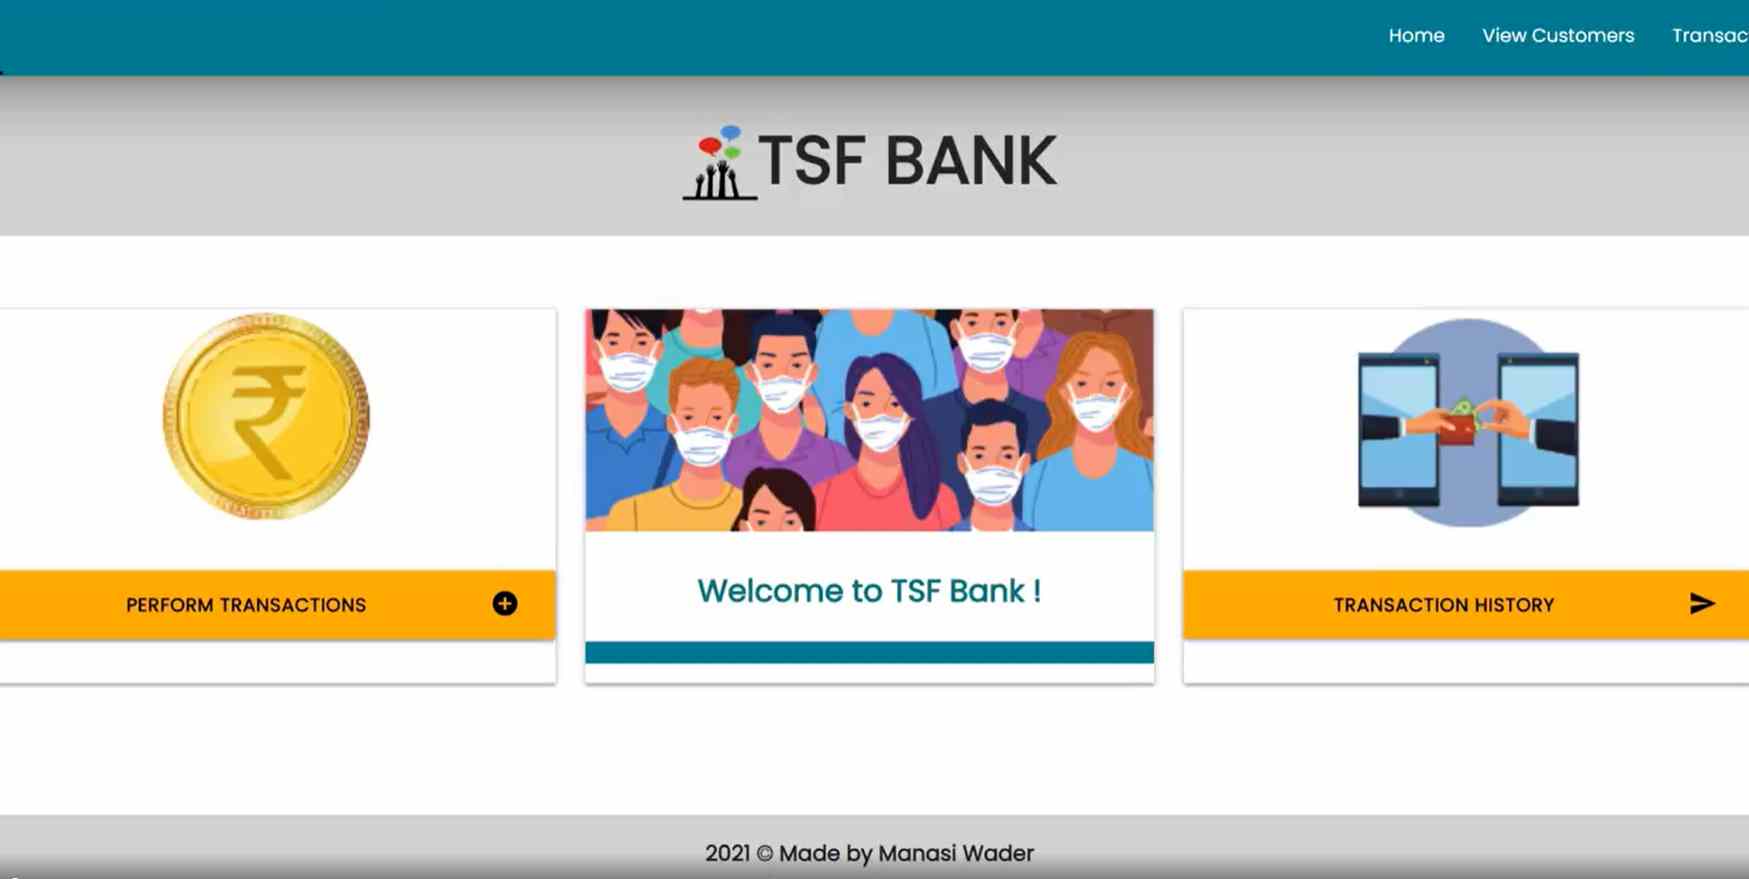 Home View Customers Transac
TSF BANK
PERFORM TRANSACTIONS
Welcome to TSF Bank !
TRANSACTION HISTORY
2021 © Made by Manasi Wader